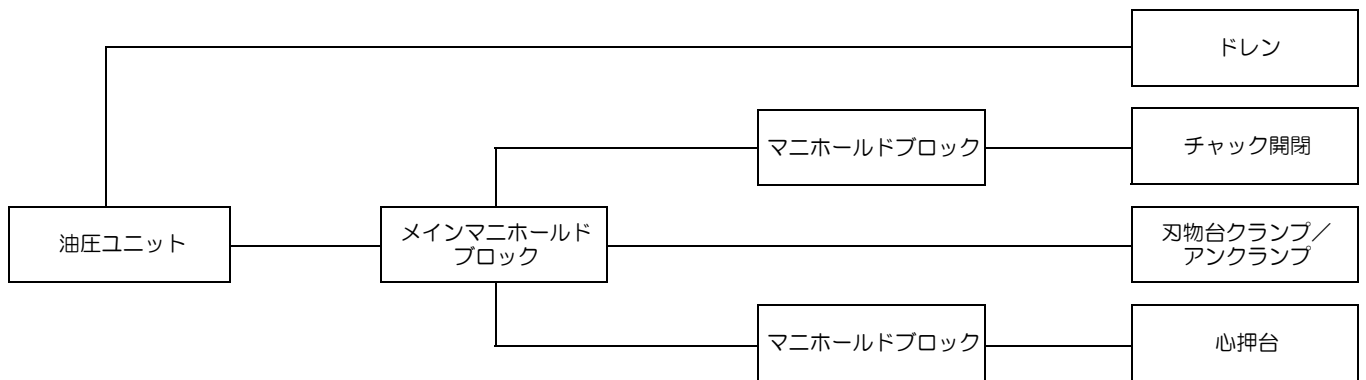 ドレン
マニホールドブロック
チャック開閉
油圧ユニット
メインマニホールド
ブロック
刃物台クランプ／
アンクランプ
マニホールドブロック
心押台